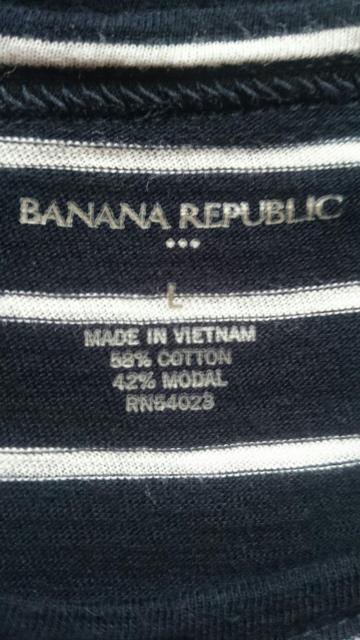 BANANA REPUBLIC
L
MADE IN VIETNAM
58% COTTON
42% MODAL
RN54023